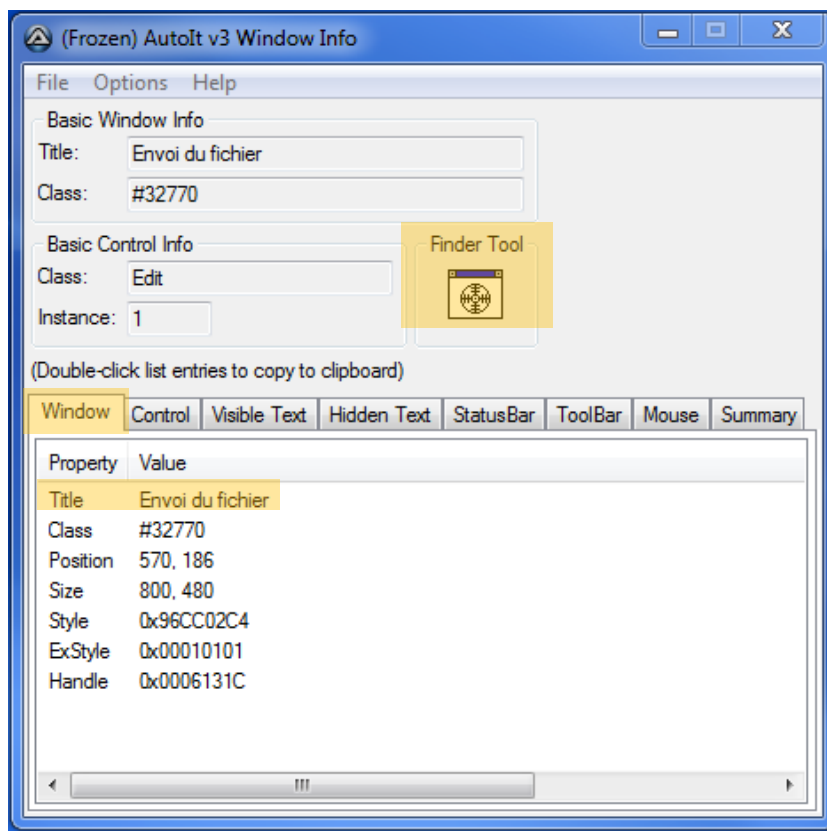 (Frozen) AutoIt v3 Window Info
File Options Help
Basic Window Info
Title: Envoi du fichier
Class: #32770
Basic Control Info
Finder Tool
Class: Edit
Instance: 1
(Double-click list entries to copy to clipboard)
Window Control Visible Text Hidden Text StatusBar ToolBar Mouse Summary
Property Value
Title Envoi du fichier
Class #32770
Position 570, 186
Size 800, 480
Style 0x96CC02C4
ExStyle 0x00010101
Handle 0x0006131C